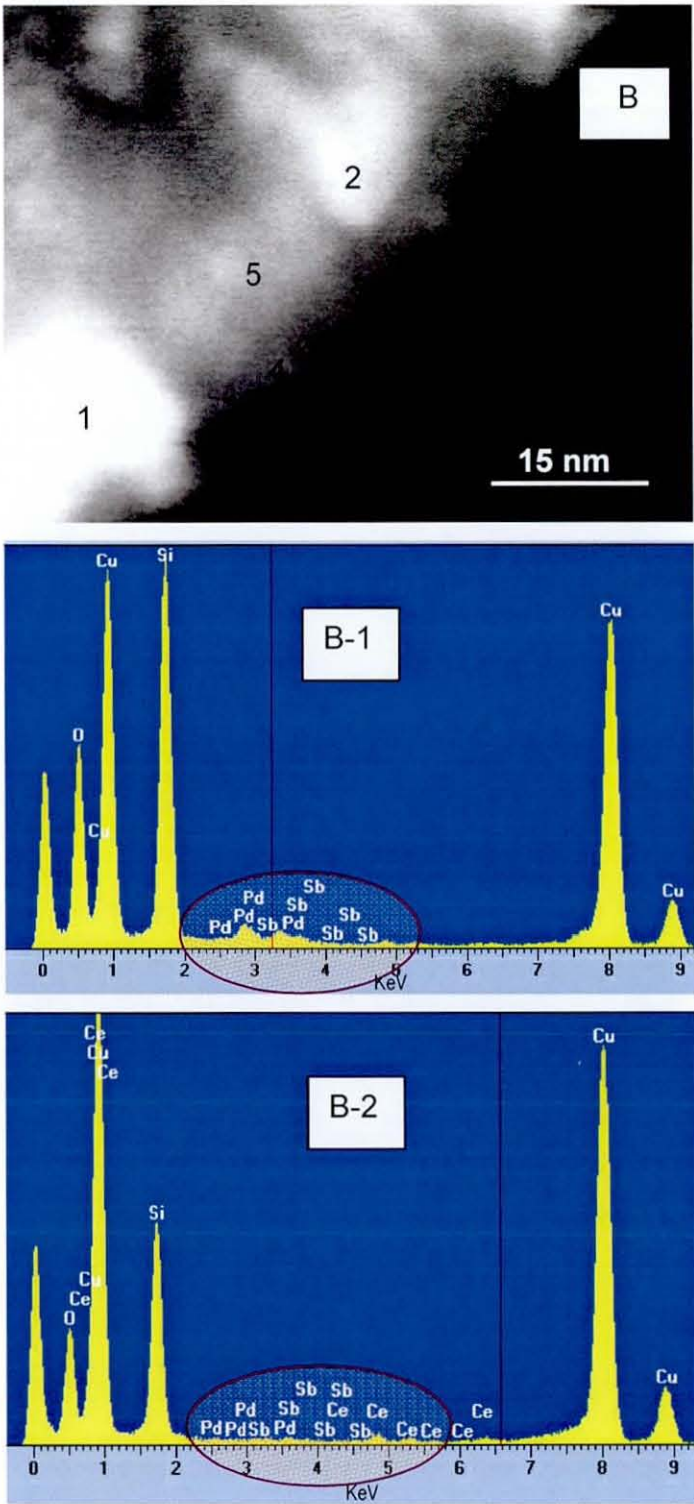 B
2
5
1
15 nm
Cu Si
B-1
Cu
O
Cu
Sb
Pd Sb
Pd Sb Cu
Pd Sb Pd Sb Sb
0 1 2 3 4 5 6 7 8 9
KeV
Ce
Cu
Ce
Cu
B-2
Si
Cu
Ce
O
Sb Sb
Pd Sb Ce Ce Ce Cu
Pd Pd Sb Pd Sb Sb Ce Ce Ce
0 1 2 3 4 5 6 7 8 9
KeV